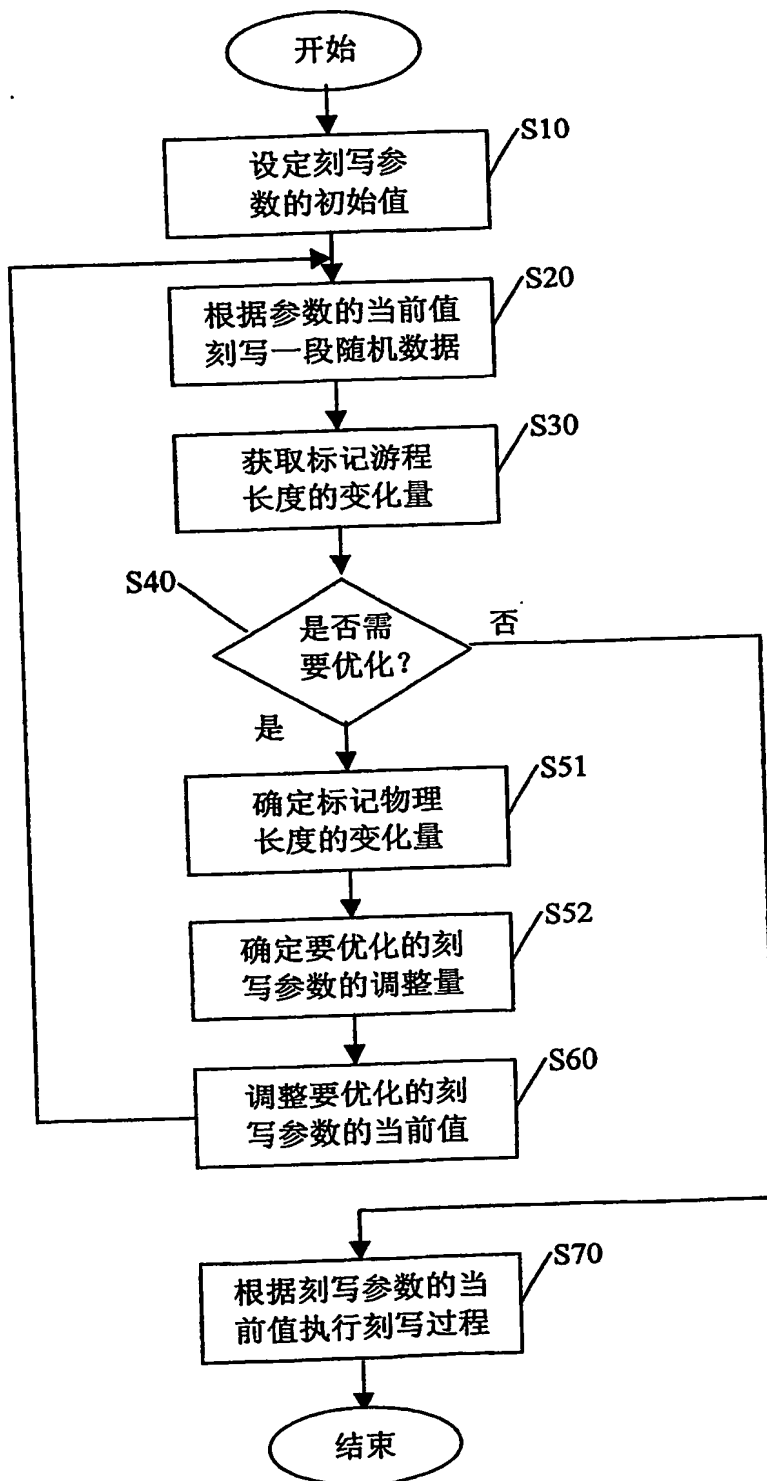 开始
S10
设定刻写参
数的初始值
S20
根据参数的当前值
刻写一段随机数据
S30
获取标记游程
长度的变化量
S40
是否需
要优化?
否
是
S51
确定标记物理
长度的变化量
S52
确定要优化的刻
写参数的调整量
S60
调整要优化的刻
写参数的当前值
S70
根据刻写参数的当
前值执行刻写过程
结束